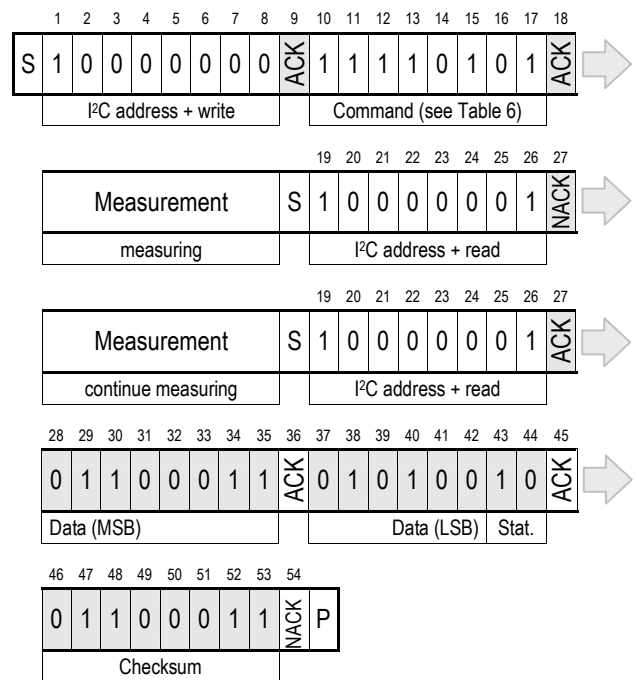 1 2 3 4 5 6 7 8 9 10 11 12 13 14 15 16 17 18
S 1 0 0 0 0 0 0 0 ACK 1 1 1 1 0 1 0 1 ACK
I²C address + write Command (see Table 6)
19 20 21 22 23 24 25 26 27
Measurement S 1 0 0 0 0 0 0 1 NACK
measuring I²C address + read
19 20 21 22 23 24 25 26 27
Measurement S 1 0 0 0 0 0 0 1 ACK
continue measuring I²C address + read
28 29 30 31 32 33 34 35 36 37 38 39 40 41 42 43 44 45
0 1 1 0 0 0 1 1 ACK 0 1 0 1 0 0 1 0 ACK
Data (MSB) Data (LSB) Stat.
46 47 48 49 50 51 52 53 54
0 1 1 0 0 0 1 1 NACK P
Checksum